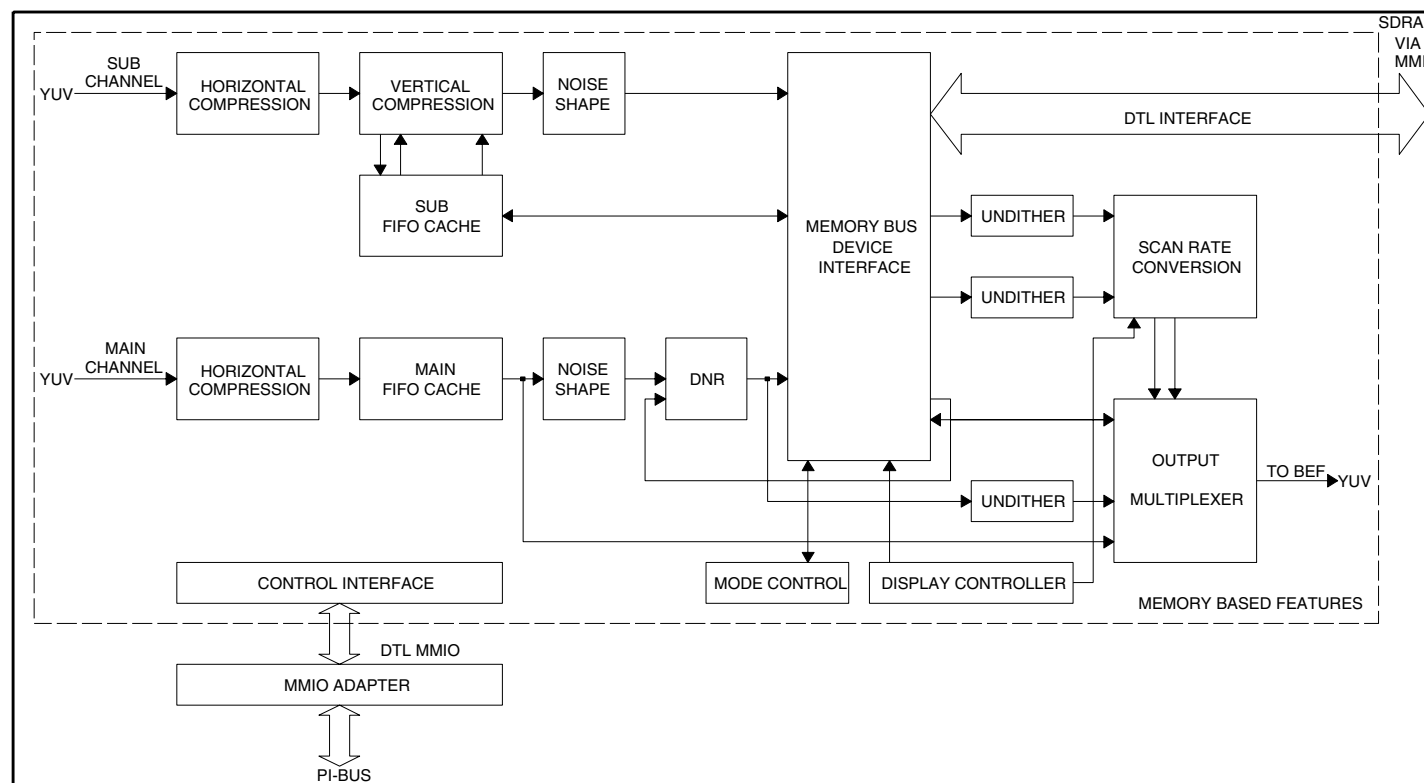 SDRA
VIA
MMI
SUB
CHANNEL
YUV
HORIZONTAL
COMPRESSION
VERTICAL
COMPRESSION
NOISE
SHAPE
DTL INTERFACE
SUB
FIFO CACHE
MEMORY BUS
DEVICE
INTERFACE
UNDITHER
SCAN RATE
CONVERSION
UNDITHER
MAIN
CHANNEL
YUV
HORIZONTAL
COMPRESSION
MAIN
FIFO CACHE
NOISE
SHAPE
DNR
OUTPUT
MULTIPLEXER
TO BEF
YUV
UNDITHER
CONTROL INTERFACE
MODE CONTROL
DISPLAY CONTROLLER
MEMORY BASED FEATURES
DTL MMIO
MMIO ADAPTER
PI-BUS